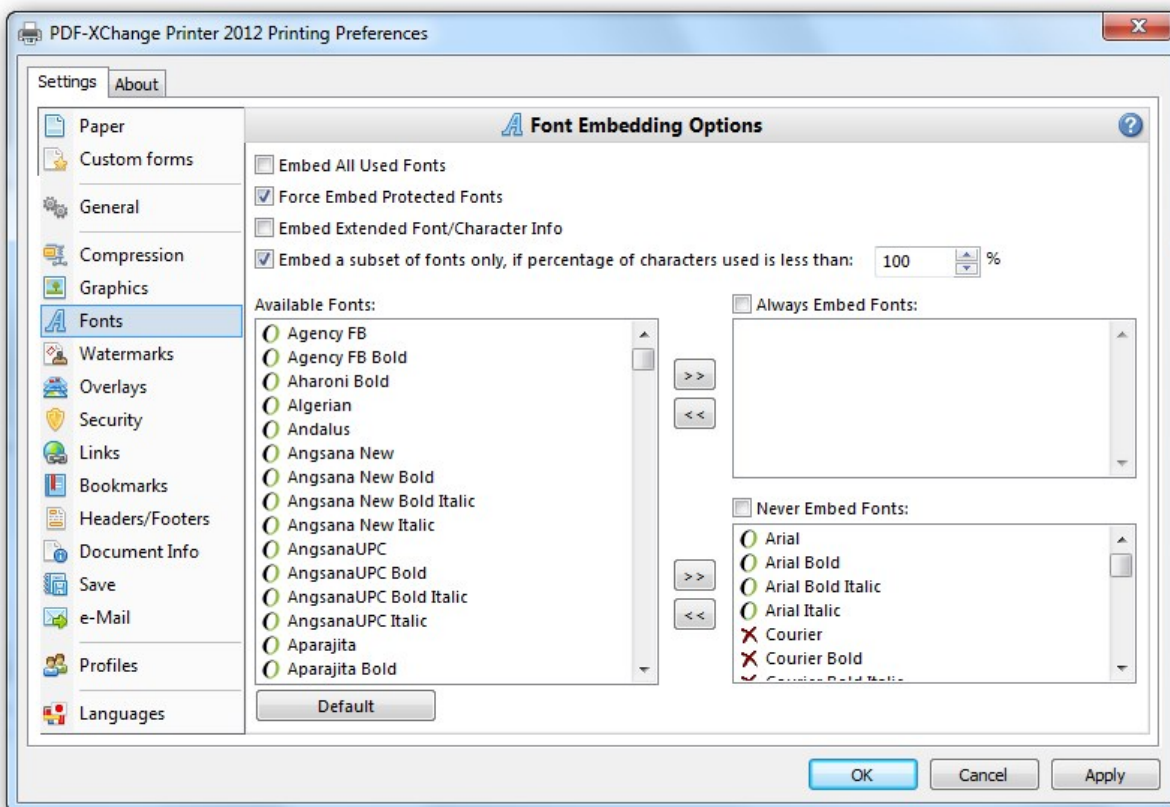 PDF-XChange Printer 2012 Printing Preferences
Settings
About
Paper
Custom forms
General
Compression
Graphics
Fonts
Watermarks
Overlays
Security
Links
Bookmarks
Headers/Footers
Document Info
Save
e-Mail
Profiles
Languages
Font Embedding Options
Embed All Used Fonts
Force Embed Protected Fonts
Embed Extended Font/Character Info
Embed a subset of fonts only, if percentage of characters used is less than: 100 %
Available Fonts:
Agency FB
Agency FB Bold
Aharoni Bold
Algerian
Andalus
Angsana New
Angsana New Bold
Angsana New Bold Italic
Angsana New Italic
AngsanaUPC
AngsanaUPC Bold
AngsanaUPC Bold Italic
AngsanaUPC Italic
Aparajita
Aparajita Bold
Default
>>
<<
>>
<<
Always Embed Fonts:
Never Embed Fonts:
Arial
Arial Bold
Arial Bold Italic
Arial Italic
Courier
Courier Bold
Courier Bold Italic
OK
Cancel
Apply